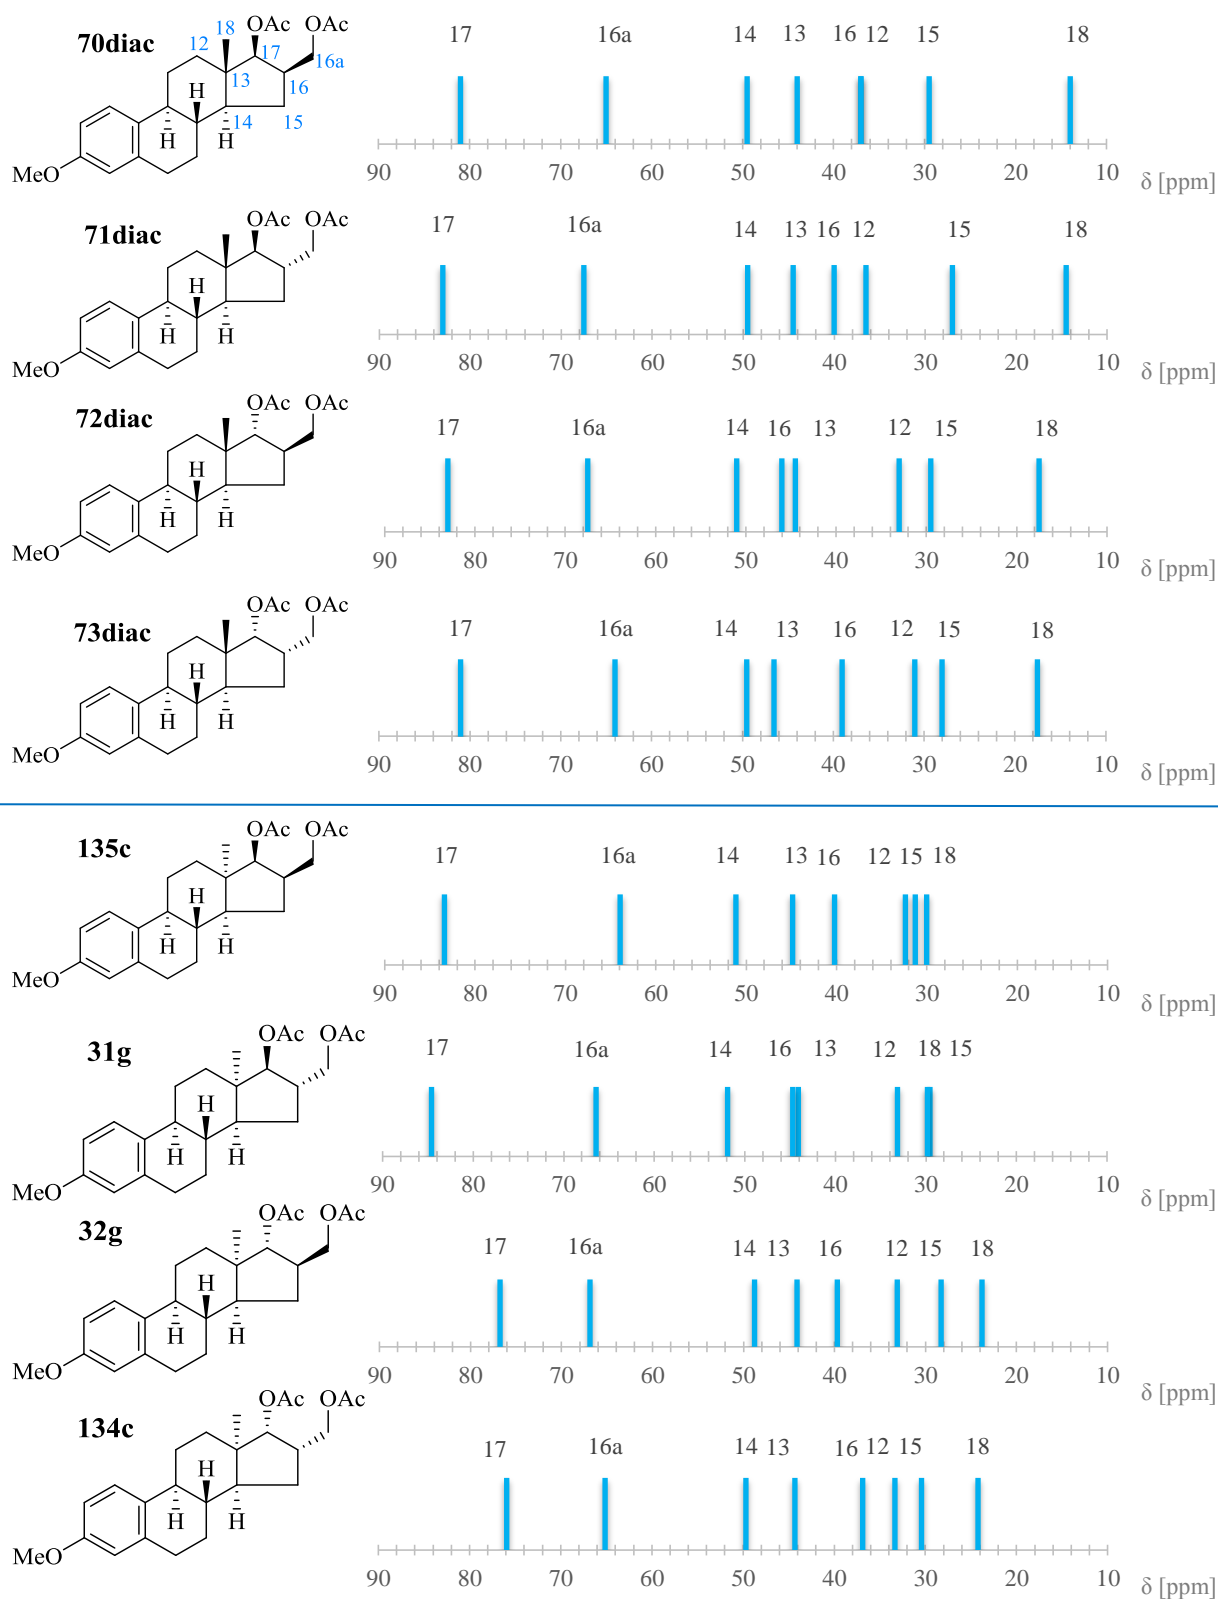 70diac
18 OAc OAc
12 17 16a
13 16
H
14 15
H H
MeO
17 16a 14 13 16 12 15 18
90 80 70 60 50 40 30 20 10 δ [ppm]
71diac
OAc OAc
H
H H
MeO
17 16a 14 13 16 12 15 18
90 80 70 60 50 40 30 20 10 δ [ppm]
72diac
OAc OAc
H
H H
MeO
17 16a 14 16 13 12 15 18
90 80 70 60 50 40 30 20 10 δ [ppm]
73diac
OAc OAc
H
H H
MeO
17 16a 14 13 16 12 15 18
90 80 70 60 50 40 30 20 10 δ [ppm]
135c
OAc OAc
H
H H
MeO
17 16a 14 13 16 12 15 18
90 80 70 60 50 40 30 20 10 δ [ppm]
31g
OAc OAc
H
H H
MeO
17 16a 14 16 13 12 18 15
90 80 70 60 50 40 30 20 10 δ [ppm]
32g
OAc OAc
H
H H
MeO
17 16a 14 13 16 12 15 18
90 80 70 60 50 40 30 20 10 δ [ppm]
134c
OAc OAc
H
H H
MeO
17 16a 14 13 16 12 15 18
90 80 70 60 50 40 30 20 10 δ [ppm]